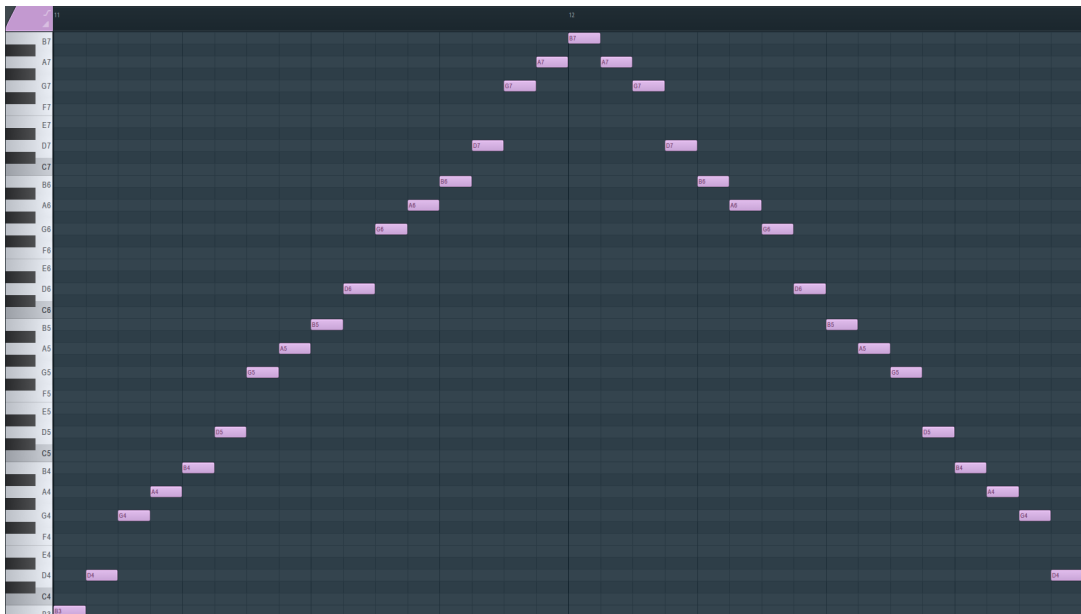 11 12
B7 B7
A7 A7 A7
G7 G7 G7
F7
E7
D7 D7 D7
C7
B6 B6 B6
A6 A6 A6
G6 G6 G6
F6
E6
D6 D6 D6
C6
B5 B5 B5
A5 A5 A5
G5 G5 G5
F5
E5
D5 D5 D5
C5
B4 B4 B4
A4 A4 A4
G4 G4 G4
F4
E4
D4 D4 D4
C4
B3 B3